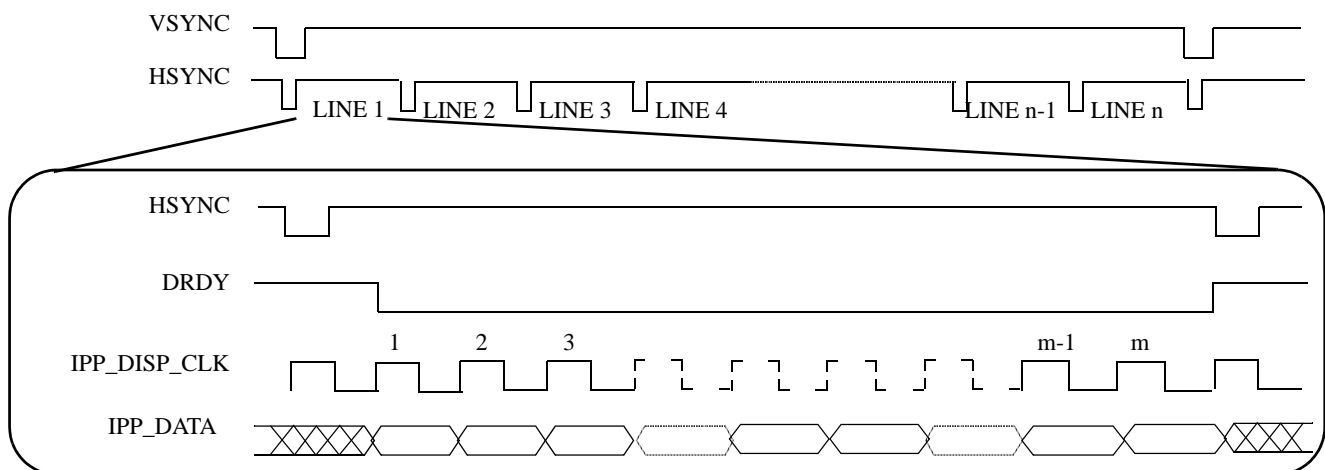 VSYNC
HSYNC
LINE 1 LINE 2 LINE 3 LINE 4 LINE n-1 LINE n
HSYNC
DRDY
1 2 3 m-1 m
IPP_DISP_CLK
IPP_DATA